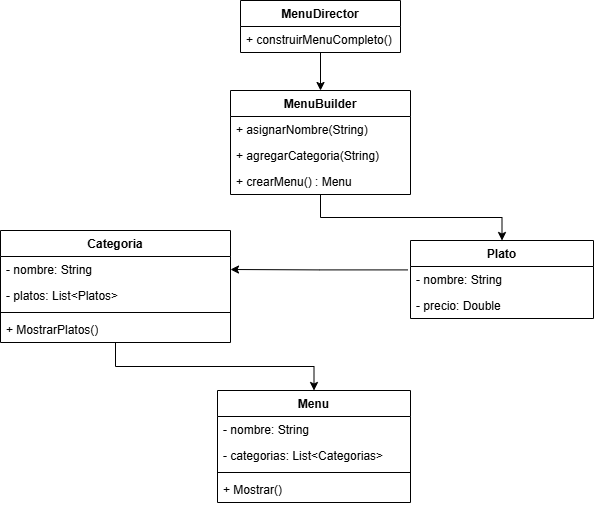 MenuDirector
+ construirMenuCompleto()
MenuBuilder
+ asignarNombre(String)
+ agregarCategoria(String)
+ crearMenu() : Menu
Categoria
- nombre: String
- platos: List<Platos>
+ MostrarPlatos()
Plato
- nombre: String
- precio: Double
Menu
- nombre: String
- categorias: List<Categorias>
+ Mostrar()